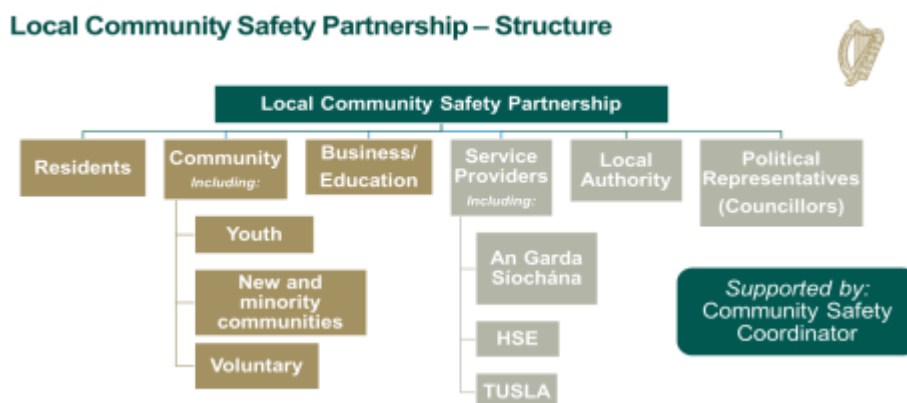 Local Community Safety Partnership – Structure
Local Community Safety Partnership
Residents
Community
Including:
Youth
New and
minority
communities
Voluntary
Business/
Education
Service
Providers
Including:
An Garda
Síochána
HSE
TUSLA
Local
Authority
Political
Representatives
(Councillors)
Supported by:
Community Safety
Coordinator